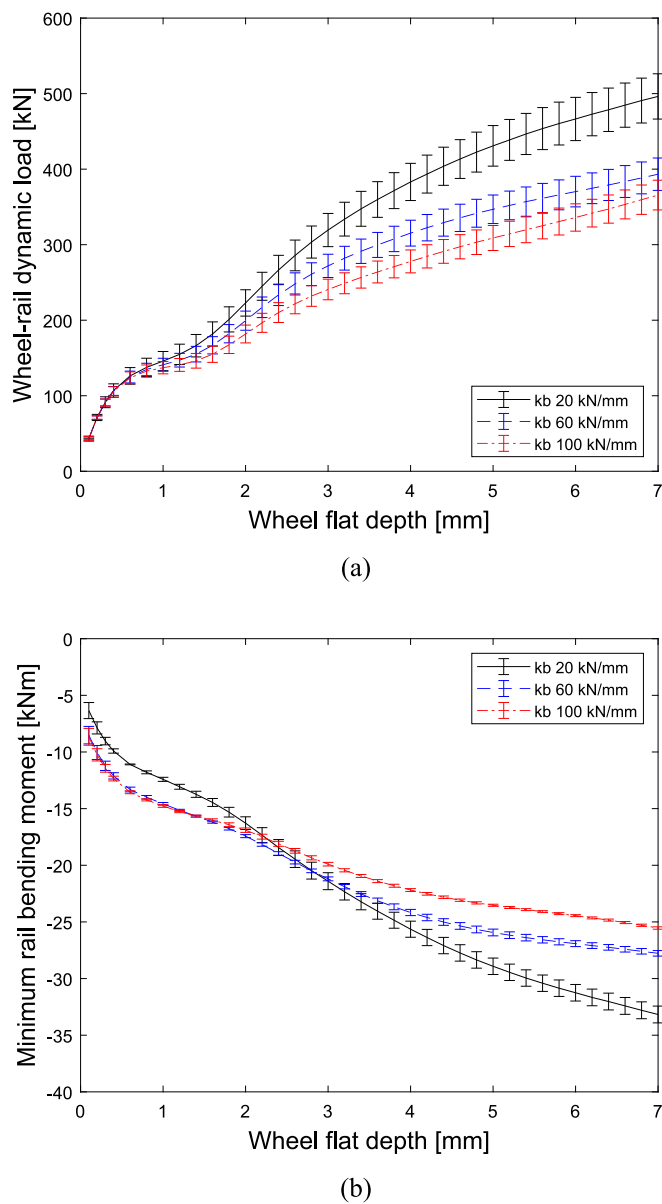 600
500
400
300
200
100
0
Wheel-rail dynamic load [kN]
kb 20 kN/mm
kb 60 kN/mm
kb 100 kN/mm
0 1 2 3 4 5 6 7
Wheel flat depth [mm]
(a)
0
-5
-10
-15
-20
-25
-30
-35
-40
Minimum rail bending moment [kNm]
kb 20 kN/mm
kb 60 kN/mm
kb 100 kN/mm
0 1 2 3 4 5 6 7
Wheel flat depth [mm]
(b)